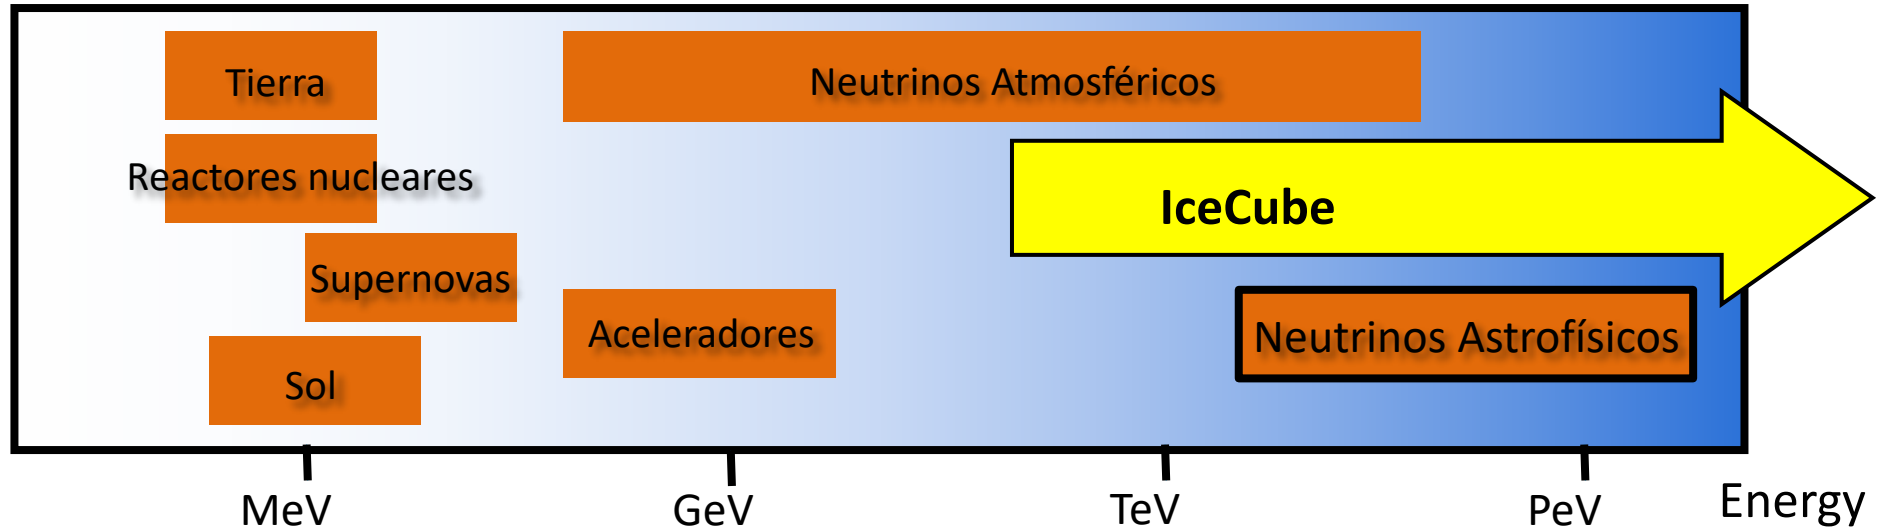 Tierra
Neutrinos Atmosféricos
Reactores nucleares
IceCube
Supernovas
Aceleradores
Neutrinos Astrofísicos
Sol
MeV
GeV
TeV
PeV
Energy